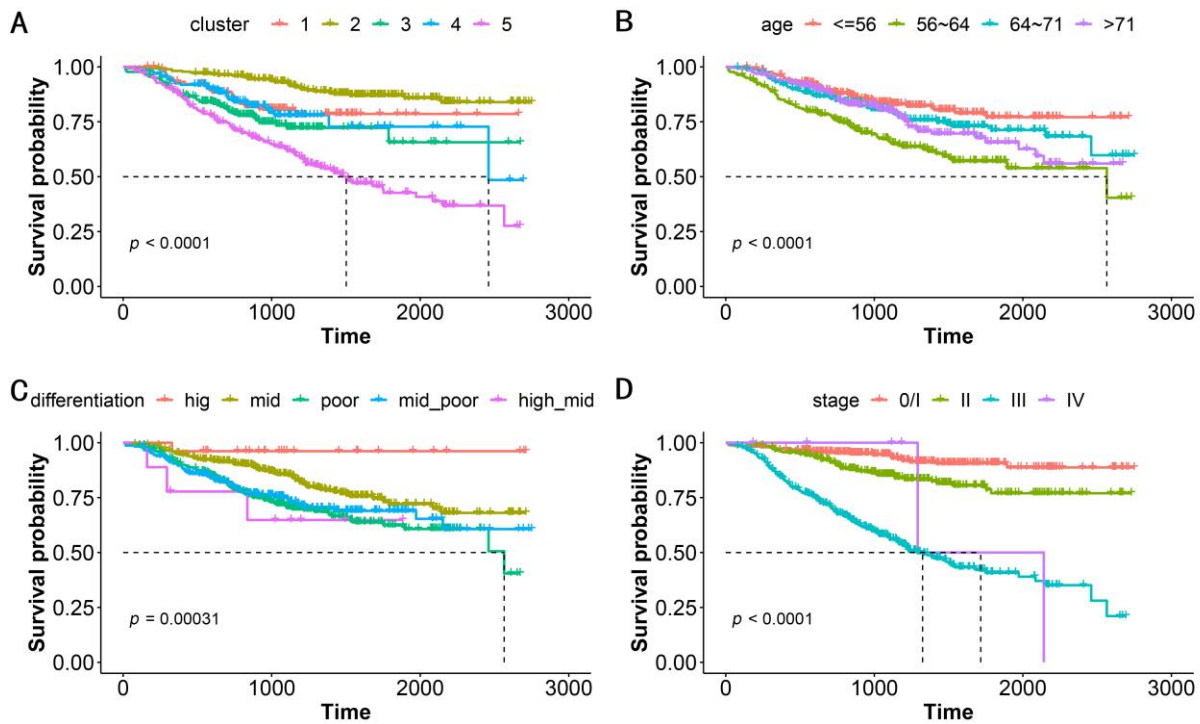 A
cluster 1 2 3 4 5
Survival probability
1.00
0.75
0.50
0.25
0.00
p < 0.0001
0 1000 2000 3000
Time
B
age <=56 56~64 64~71 >71
Survival probability
1.00
0.75
0.50
0.25
0.00
p < 0.0001
0 1000 2000 3000
Time
C
differentiation hig mid poor mid_poor high_mid
Survival probability
1.00
0.75
0.50
0.25
0.00
p = 0.00031
0 1000 2000 3000
Time
D
stage 0/I II III IV
Survival probability
1.00
0.75
0.50
0.25
0.00
p < 0.0001
0 1000 2000 3000
Time